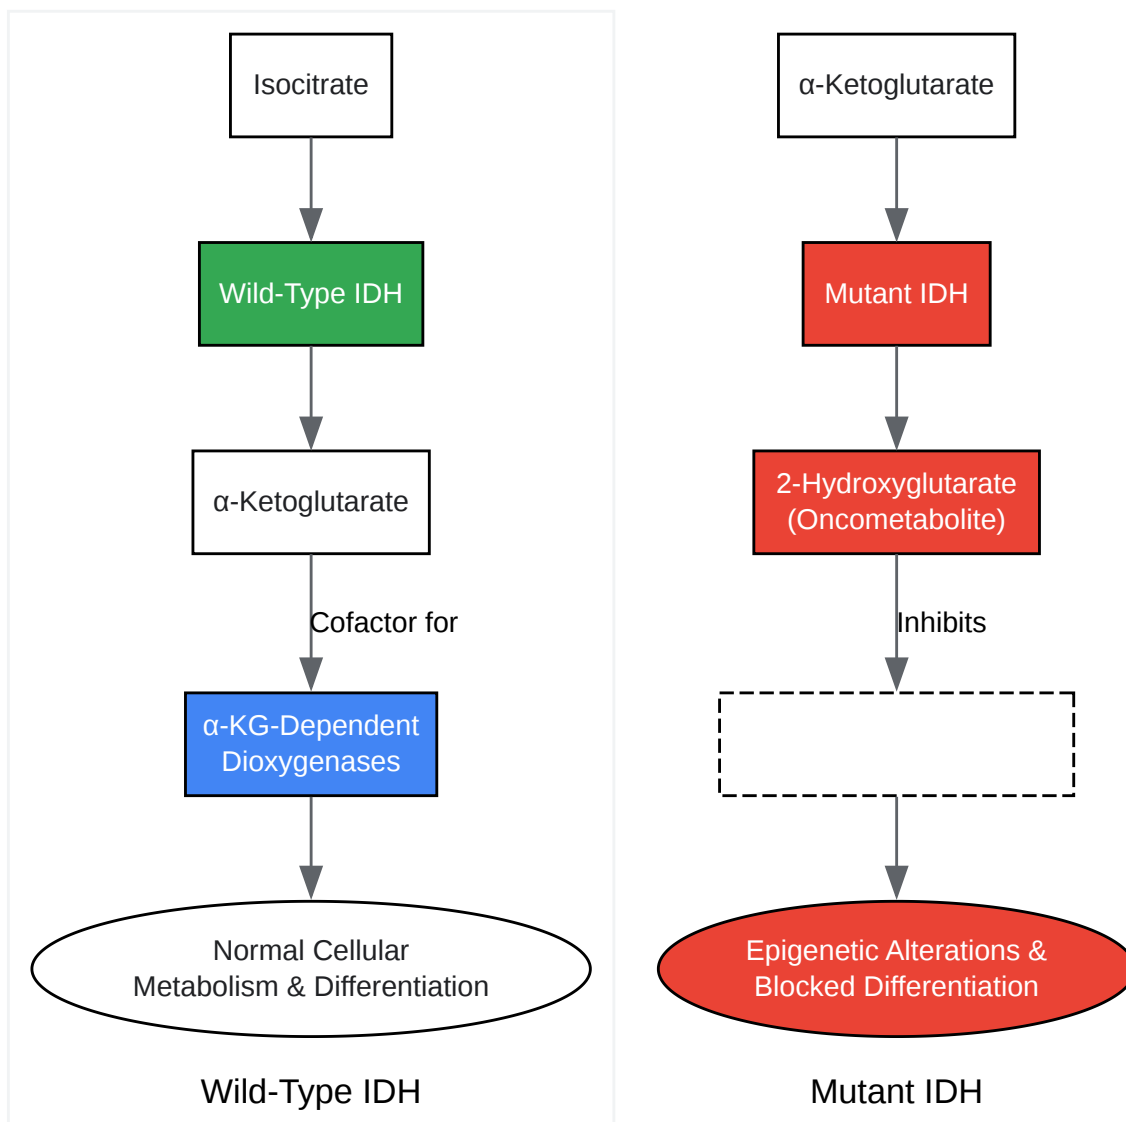 Isocitrate
Wild-Type IDH
α-Ketoglutarate
Cofactor for
α-KG-Dependent
Dioxygenases
Normal Cellular
Metabolism & Differentiation
Wild-Type IDH
α-Ketoglutarate
Mutant IDH
2-Hydroxyglutarate
(Oncometabolite)
Inhibits
Epigenetic Alterations &
Blocked Differentiation
Mutant IDH